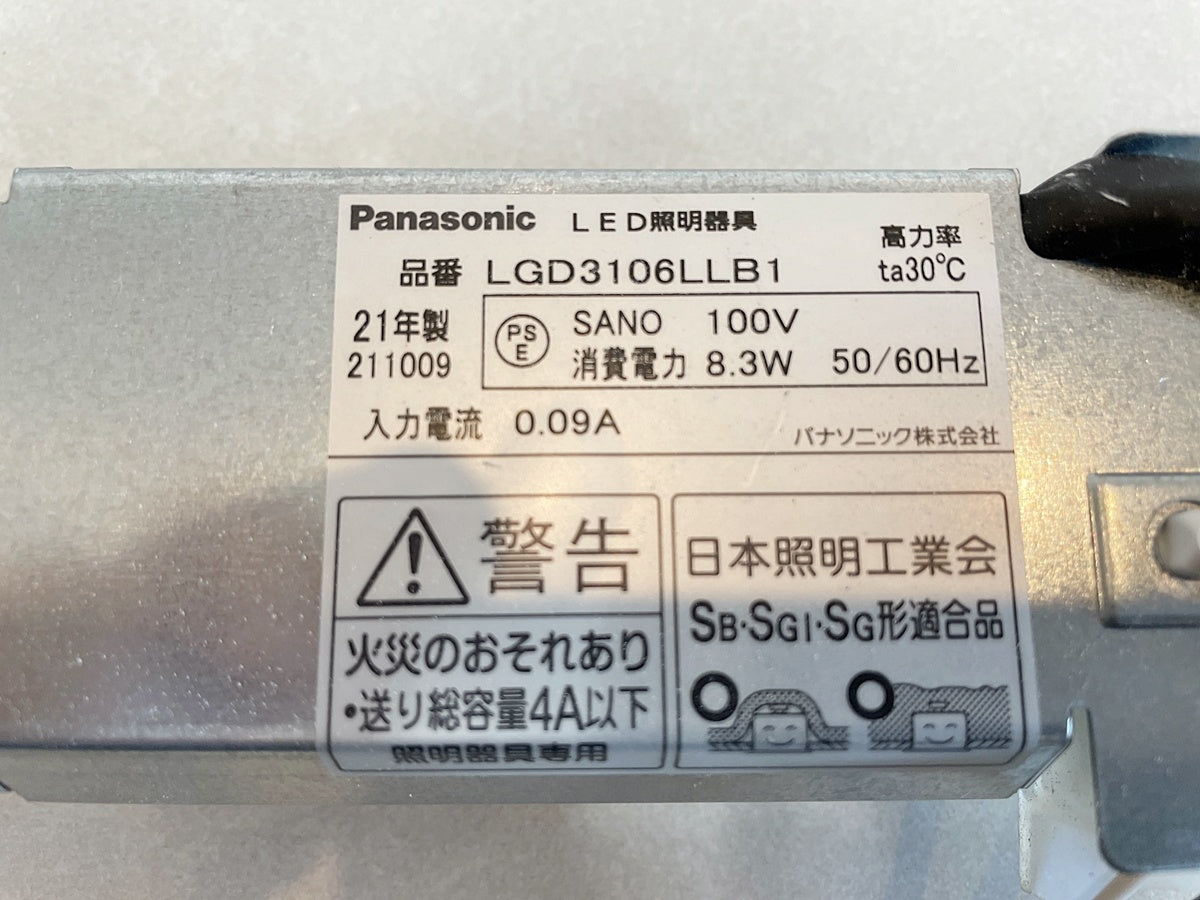 Panasonic LED照明器具
高力率
品番 LGD3106LLB1 ta30℃
21年製
211009
PS
E
SANO 100V
消費電力 8.3W 50/60Hz
入力電流 0.09A
パナソニック株式会社
警告
火災のおそれあり
・送り総容量4A以下
照明器具専用
日本照明工業会
SB・SGI・SG形適合品